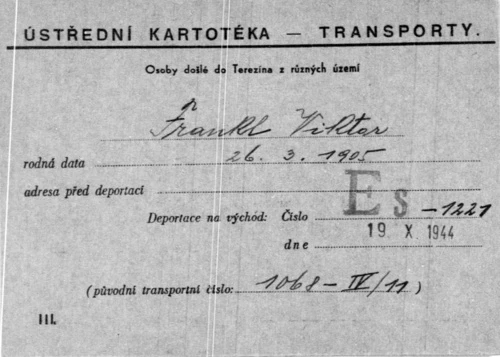 ÚSTŘEDNÍ KARTOTÉKA — TRANSPORTY.
Osoby došlé do Terezína z různých území
Frankl Viktor
rodná data 26. 3. 1905
adresa před deportací
Deportace na východ: Číslo Es -1221
dne 19 X 1944
(původní transportní číslo: 1068 - IV/11)
III.